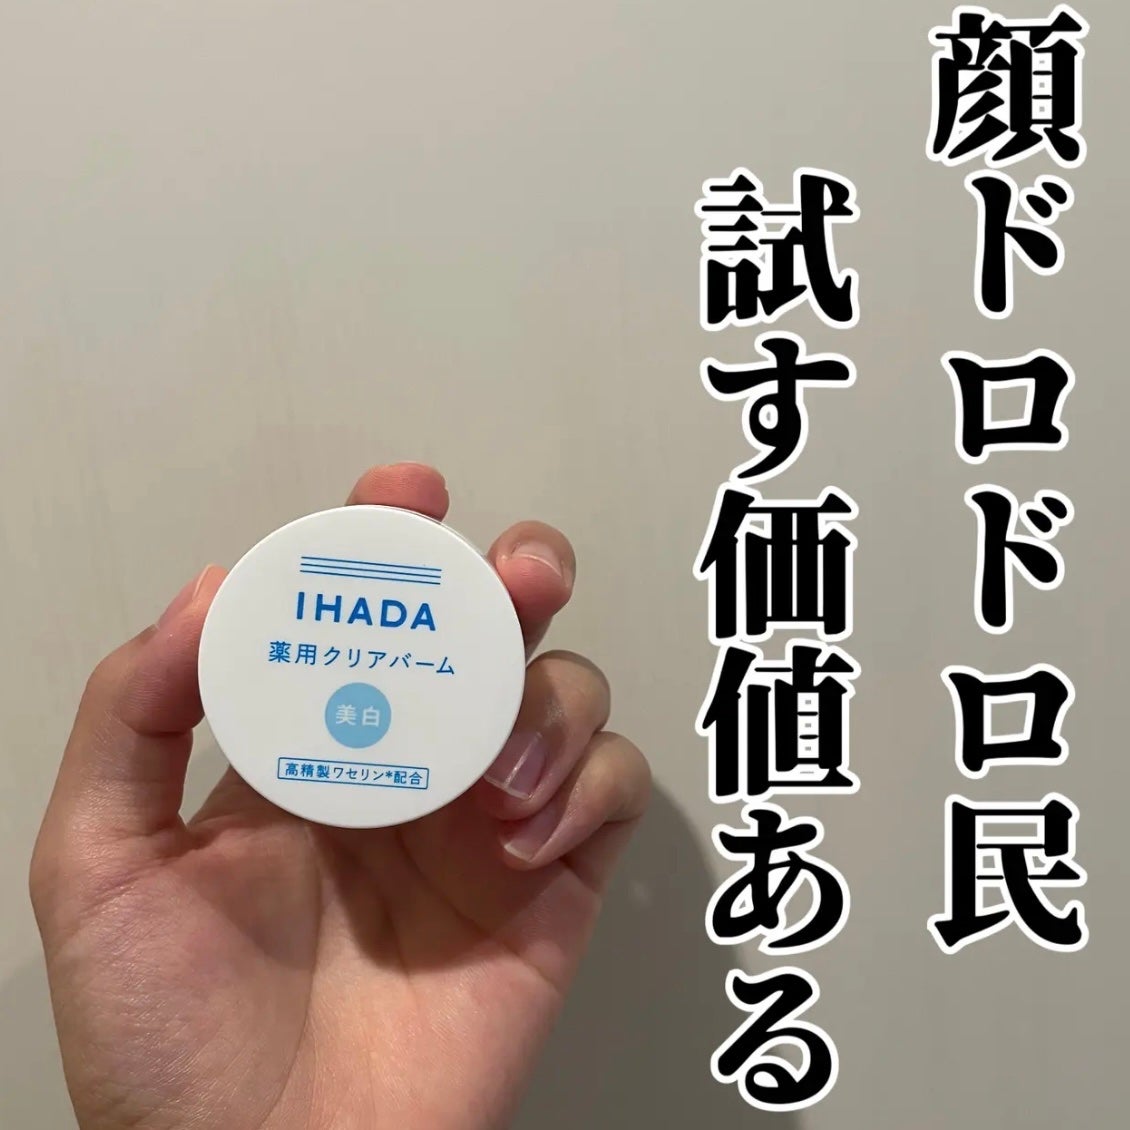 顔ドロドロ民
試す価値ある
IHADA
薬用クリアバーム
美白
高精製ワセリン*配合